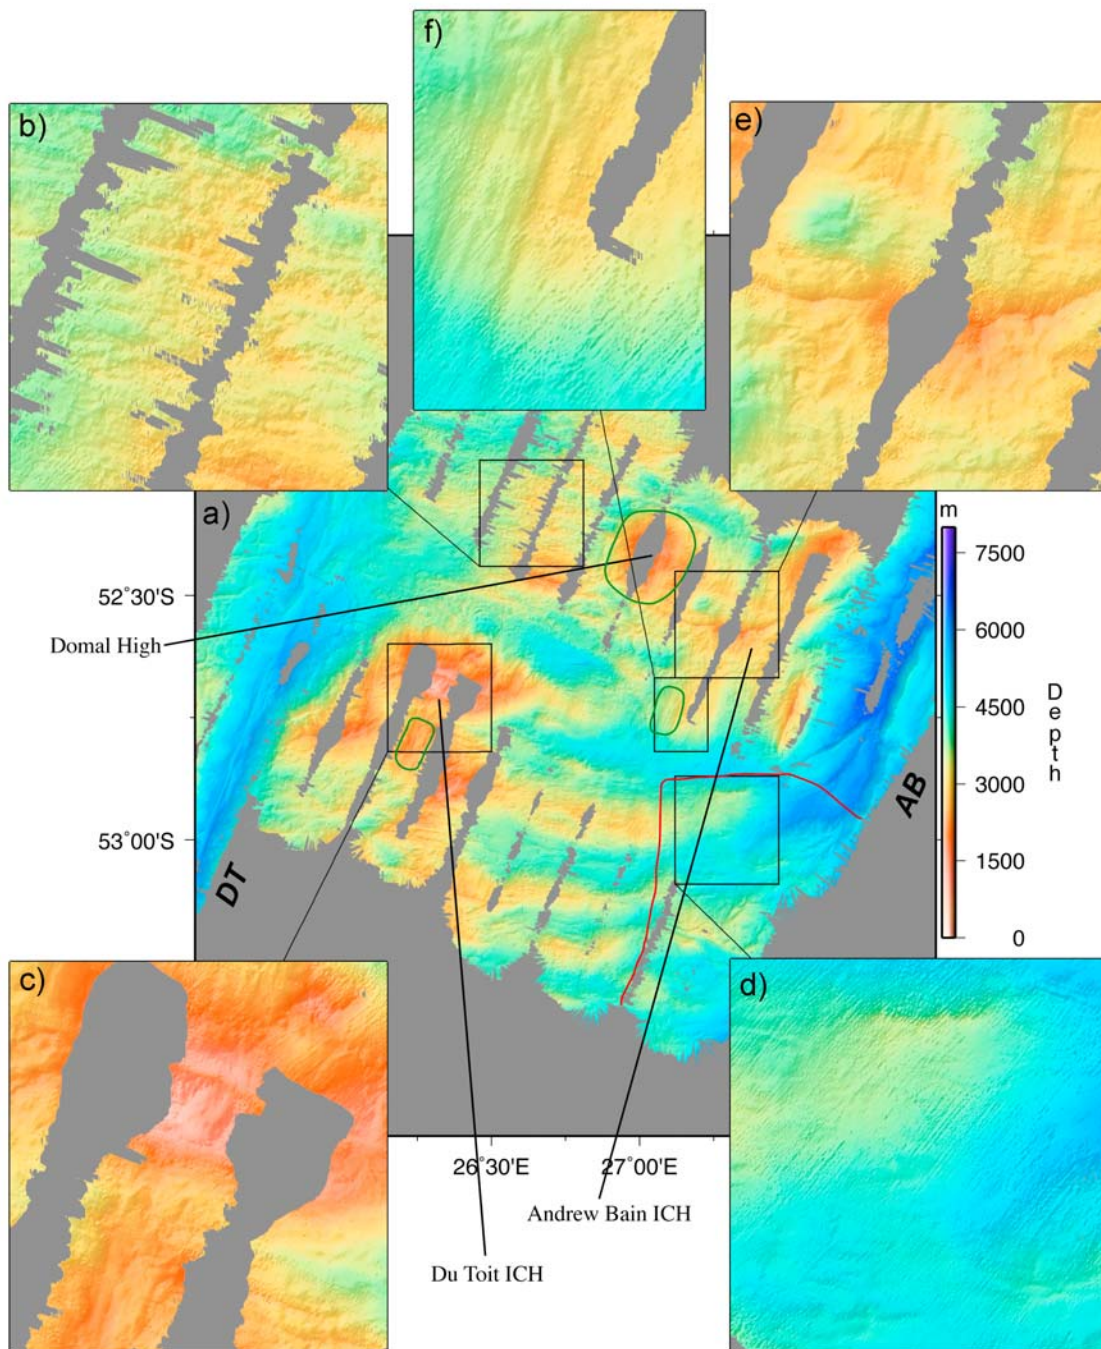 f)
b)
e)
a)
m
7500
6000
4500
3000
1500
0
Depth
52°30'S
53°00'S
Domal High
DT
AB
c)
d)
26°30'E
27°00'E
Andrew Bain ICH
Du Toit ICH